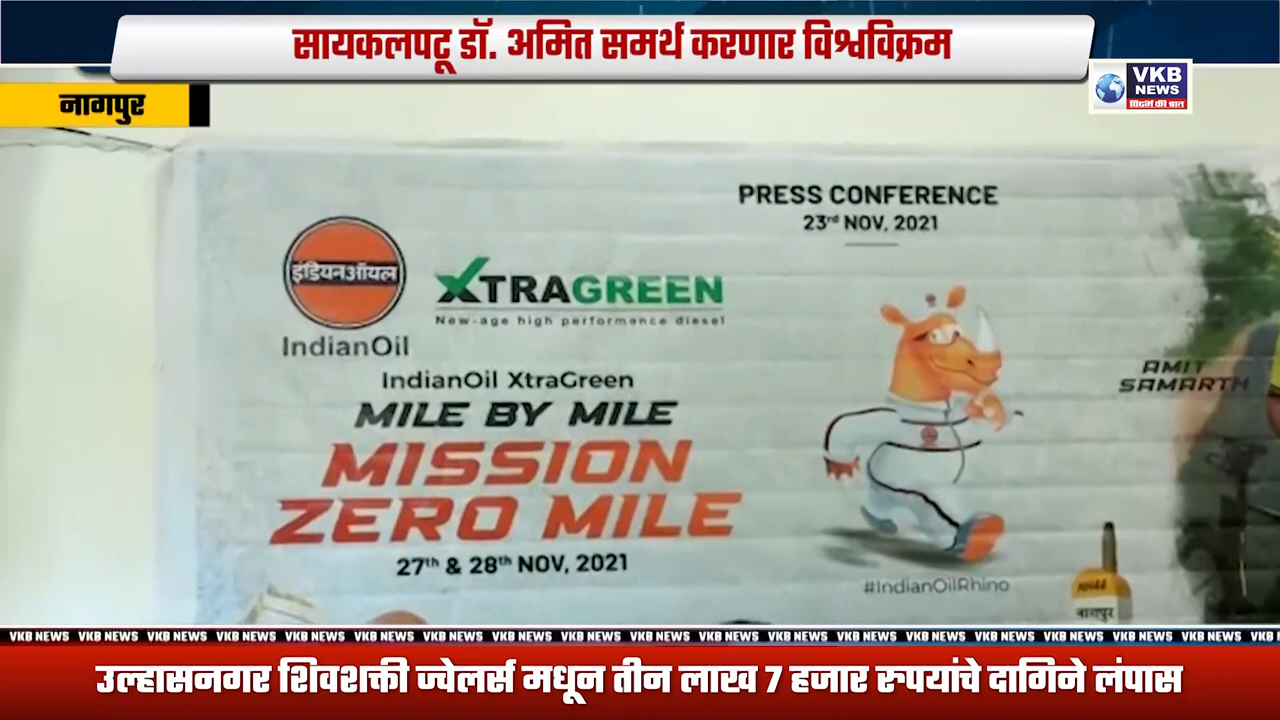 सायकलपटू डॉ. अमित समर्थ करणार विश्वविक्रम
VKB
NEWS
विदर्भ की बात
नागपुर
PRESS CONFERENCE
23rd NOV, 2021
इंडियनऑयल
IndianOil
XTRAGREEN
New-age high performance diesel
IndianOil XtraGreen
MILE BY MILE
MISSION
ZERO MILE
27th & 28th NOV, 2021
AMIT
SAMARTH
#IndianOilRhino
NH44
नागपुर
VKB NEWS VKB NEWS VKB NEWS VKB NEWS VKB NEWS VKB NEWS VKB NEWS VKB NEWS VKB NEWS VKB NEWS VKB NEWS VKB NEWS VKB NEWS VKB NEWS VKB NEWS VKB NEWS VKB NEWS VKB NEWS
उल्हासनगर शिवशक्ती ज्वेलर्स मधून तीन लाख 7 हजार रुपयांचे दागिने लंपास